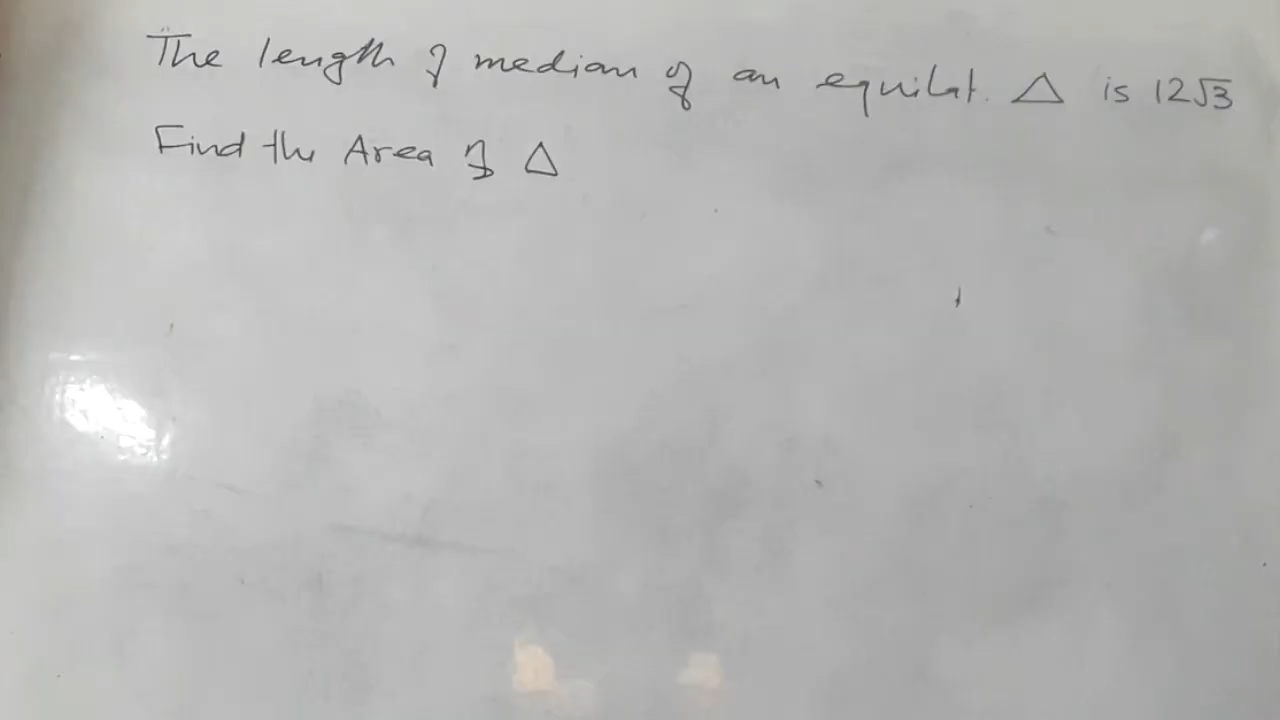 The length of median of an equilat. △ is 12√3
Find the Area of △